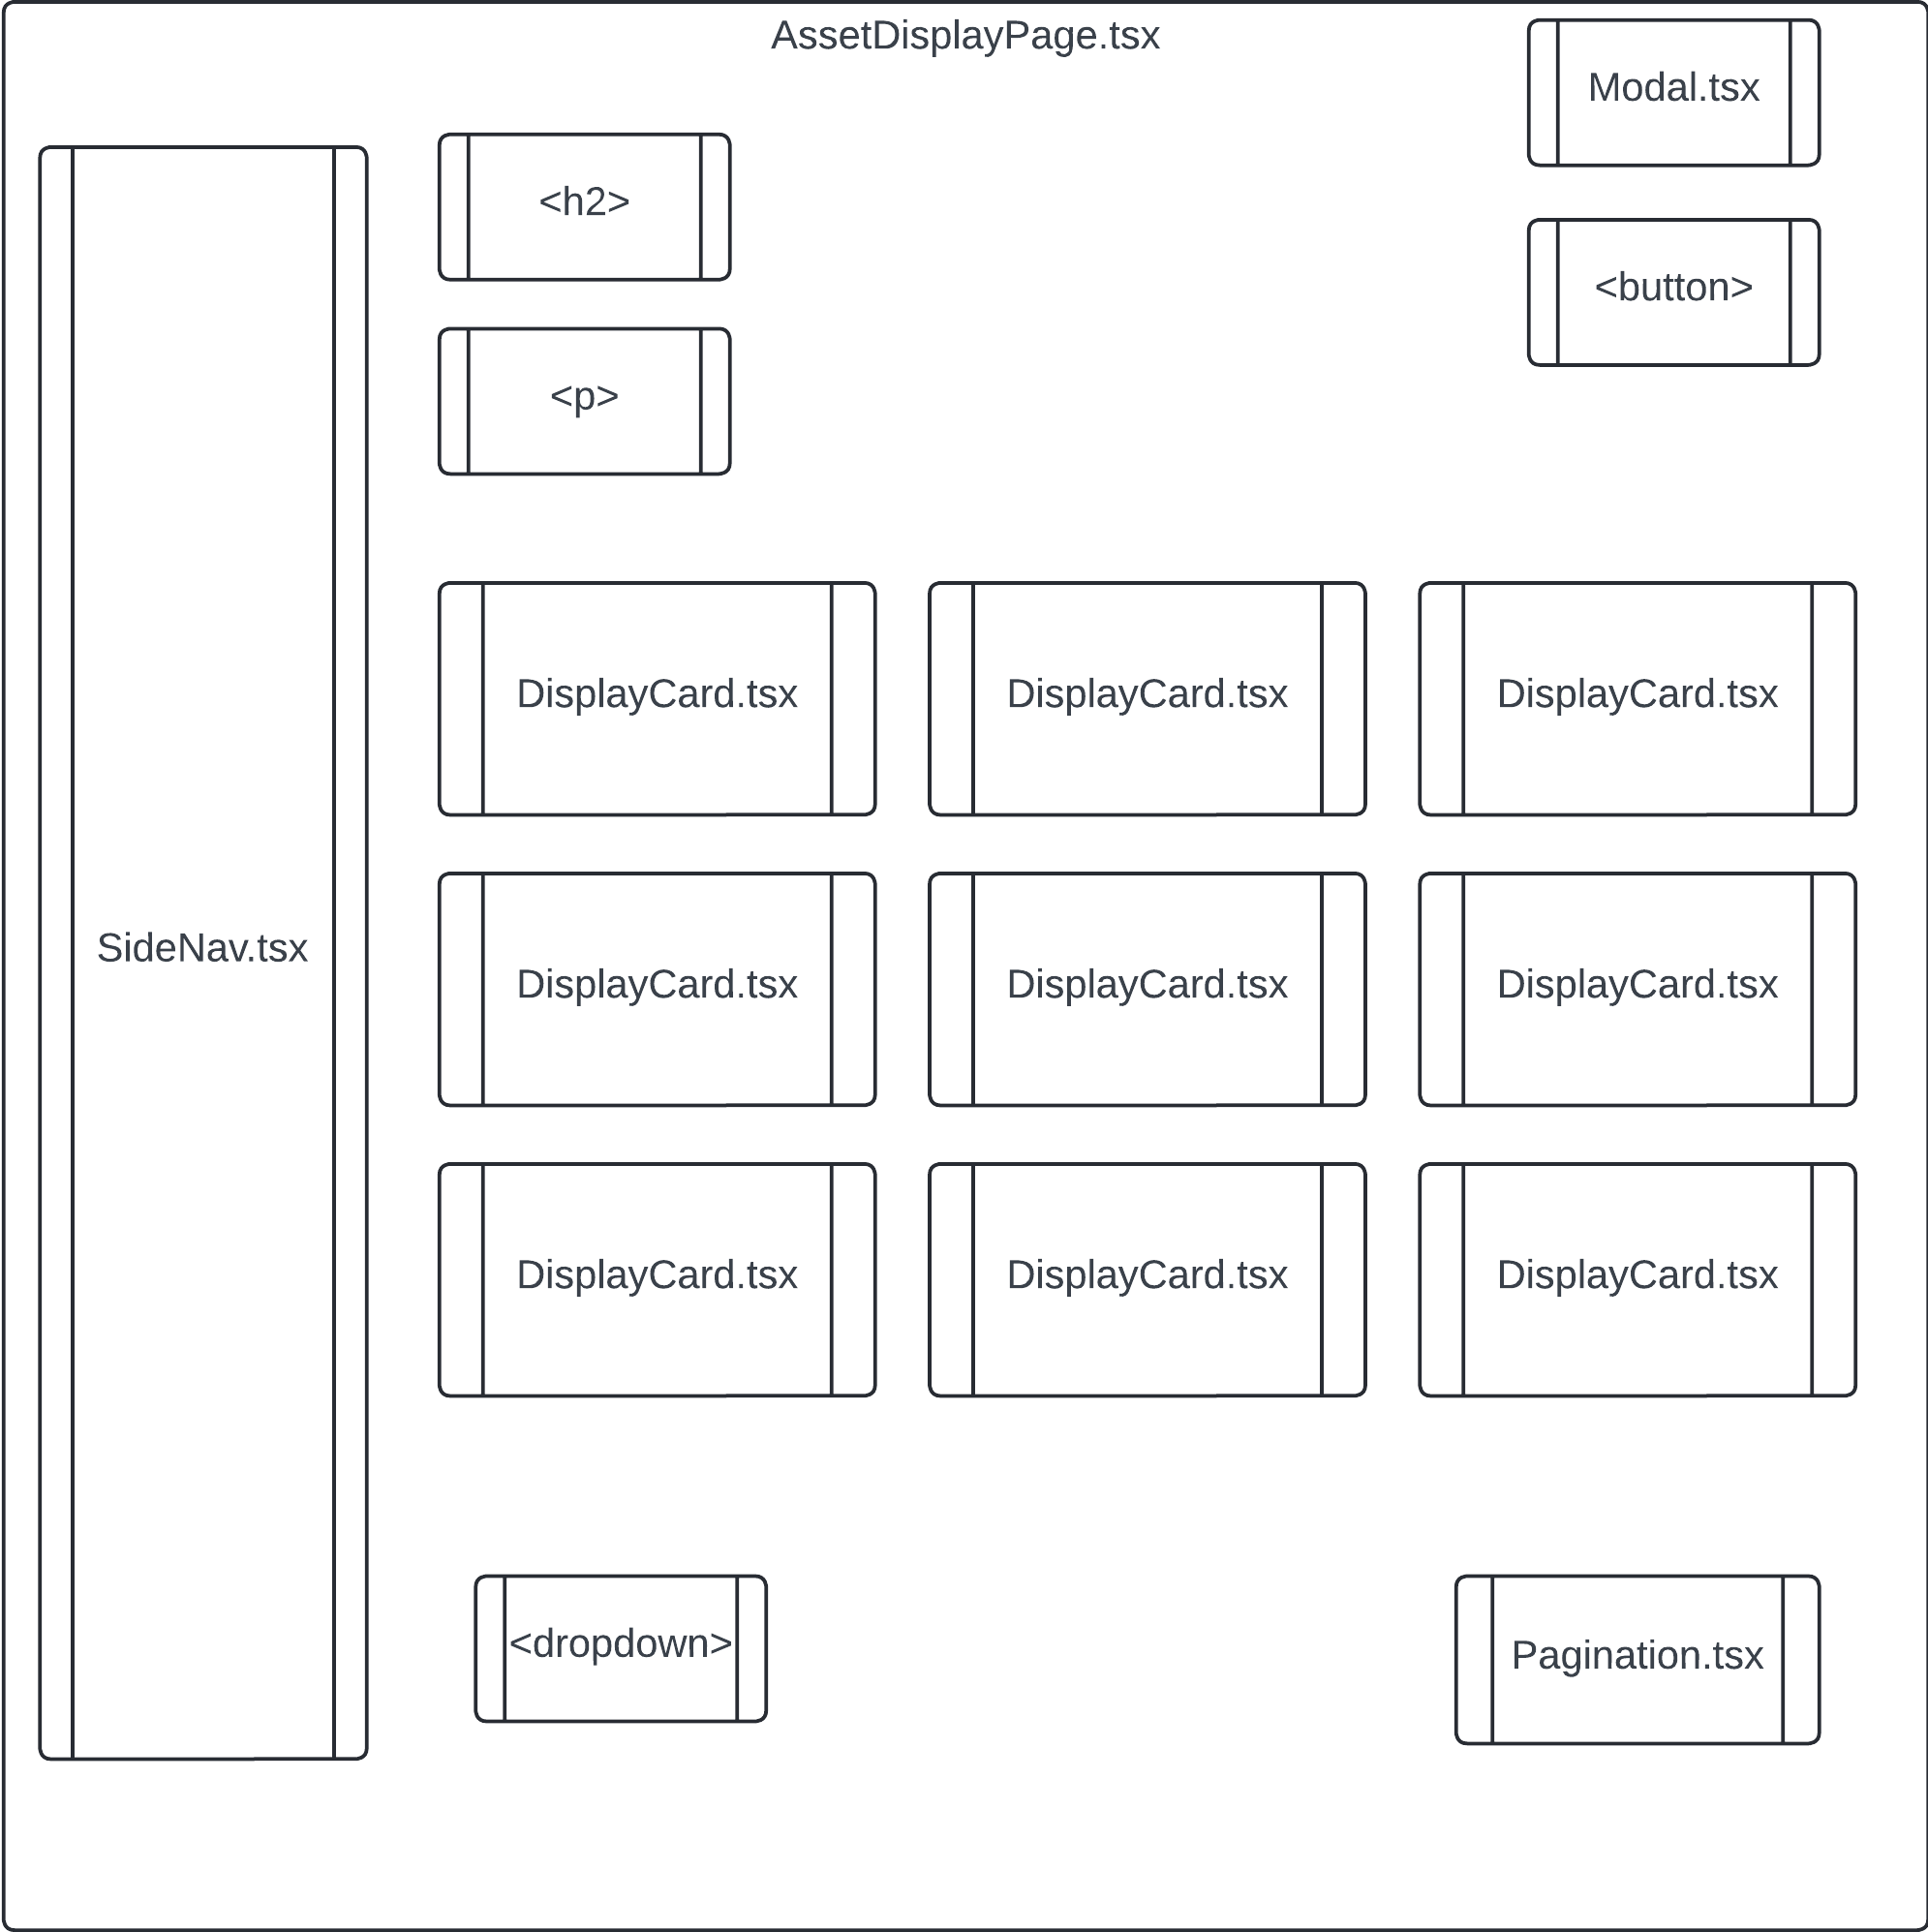 AssetDisplayPage.tsx
Modal.tsx
<h2>
<button>
<p>
DisplayCard.tsx
DisplayCard.tsx
DisplayCard.tsx
SideNav.tsx
DisplayCard.tsx
DisplayCard.tsx
DisplayCard.tsx
DisplayCard.tsx
DisplayCard.tsx
DisplayCard.tsx
<dropdown>
Pagination.tsx